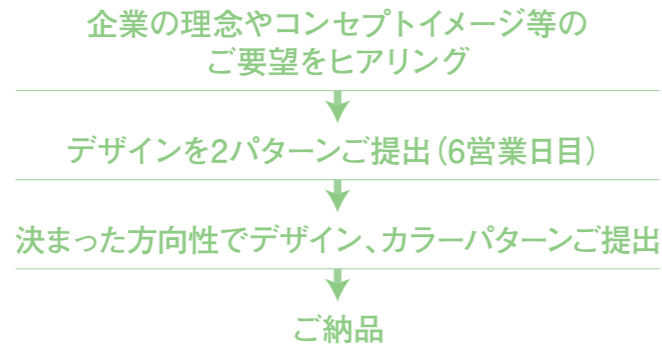 企業の理念やコンセプトイメージ等の
ご要望をヒアリング
デザインを2パターンご提出（6営業日目）
決まった方向性でデザイン、カラーパターンご提出
ご納品